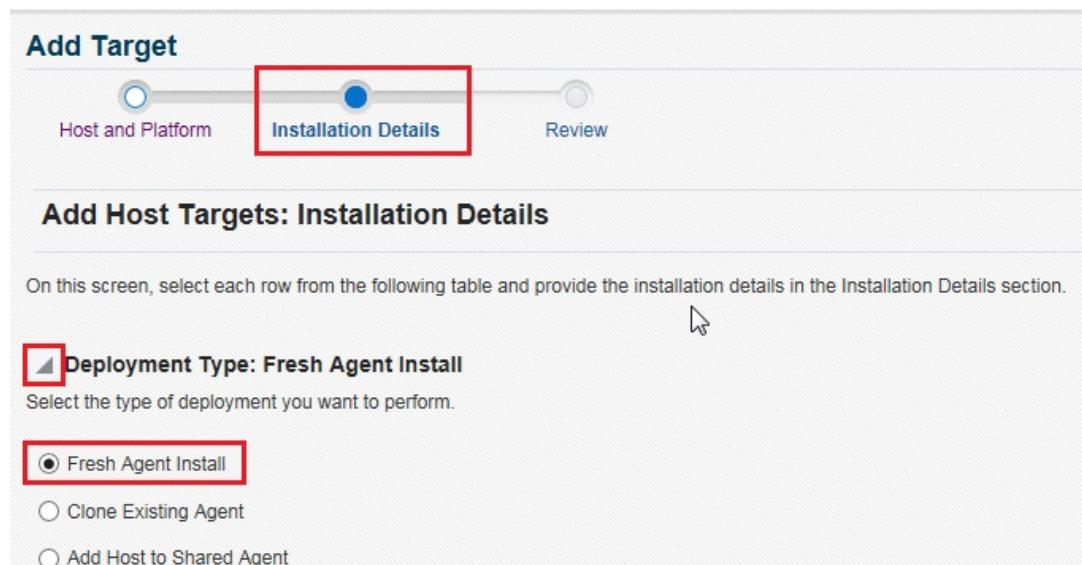 Add Target
Host and Platform Installation Details Review
Add Host Targets: Installation Details
On this screen, select each row from the following table and provide the installation details in the Installation Details section.
Deployment Type: Fresh Agent Install
Select the type of deployment you want to perform.
Fresh Agent Install
Clone Existing Agent
Add Host to Shared Agent